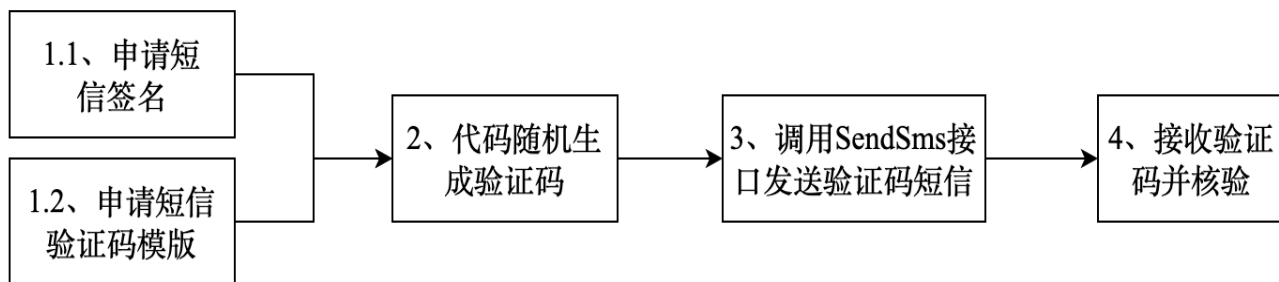 1.1、申请短
信签名
1.2、申请短信
验证码模版
2、代码随机生
成验证码
3、调用SendSms接
口发送验证码短信
4、接收验证
码并核验